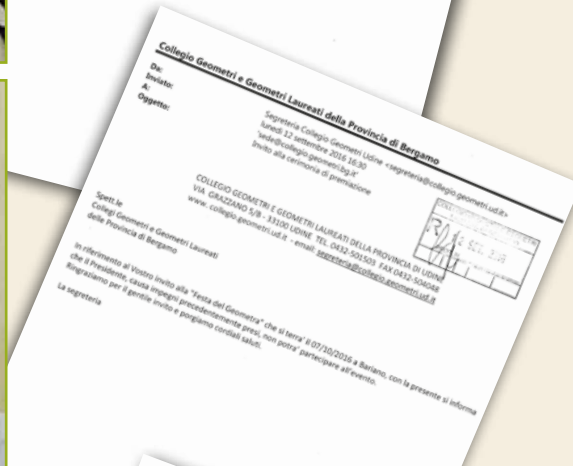 Collegio Geometri e Geometri Laureati della Provincia di Bergamo
Da:
Segreteria Collegio Geometri Udine <segreteria@collegio.geometri.ud.it>
Inviato:
lunedì 12 settembre 2016 16:30
A:
'sede@collegio.geometri.bg.it'
Oggetto:
Invito alla cerimonia di premiazione
COLLEGIO GEOMETRI E GEOMETRI LAUREATI DELLA PROVINCIA DI UDINE
VIA GRAZZANO 5/B - 33100 UDINE TEL. 0432-501503 FAX 0432-504048
www. collegio.geometri.ud.it - email: segreteria@collegio.geometri.ud.it
Spett.le
Collegi Geometri e Geometri Laureati
delle Provincia di Bergamo
In riferimento al Vostro invito alla "Festa del Geometra" che si terra' il 07/10/2016 a Bariano, con la presente si informa
che il Presidente, causa impegni precedentemente presi, non potra' partecipare all'evento.
Ringraziamo per il gentile invito e porgiamo cordiali saluti.
La segreteria